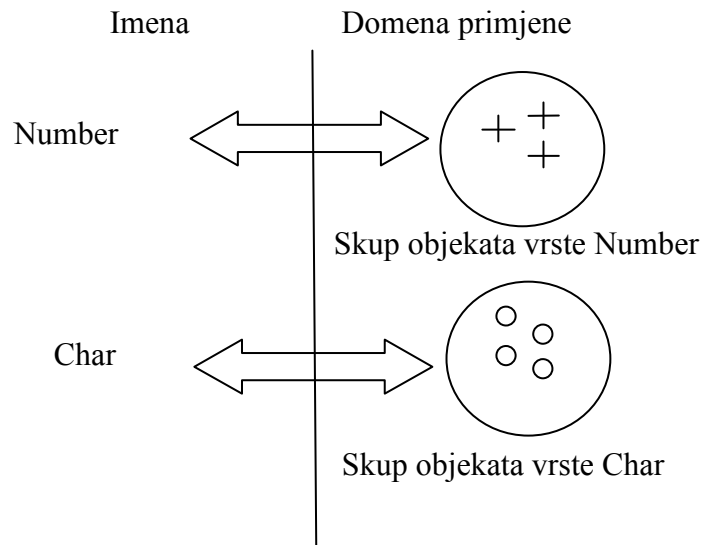 Imena
Domena primjene
Number
Skup objekata vrste Number
Char
Skup objekata vrste Char